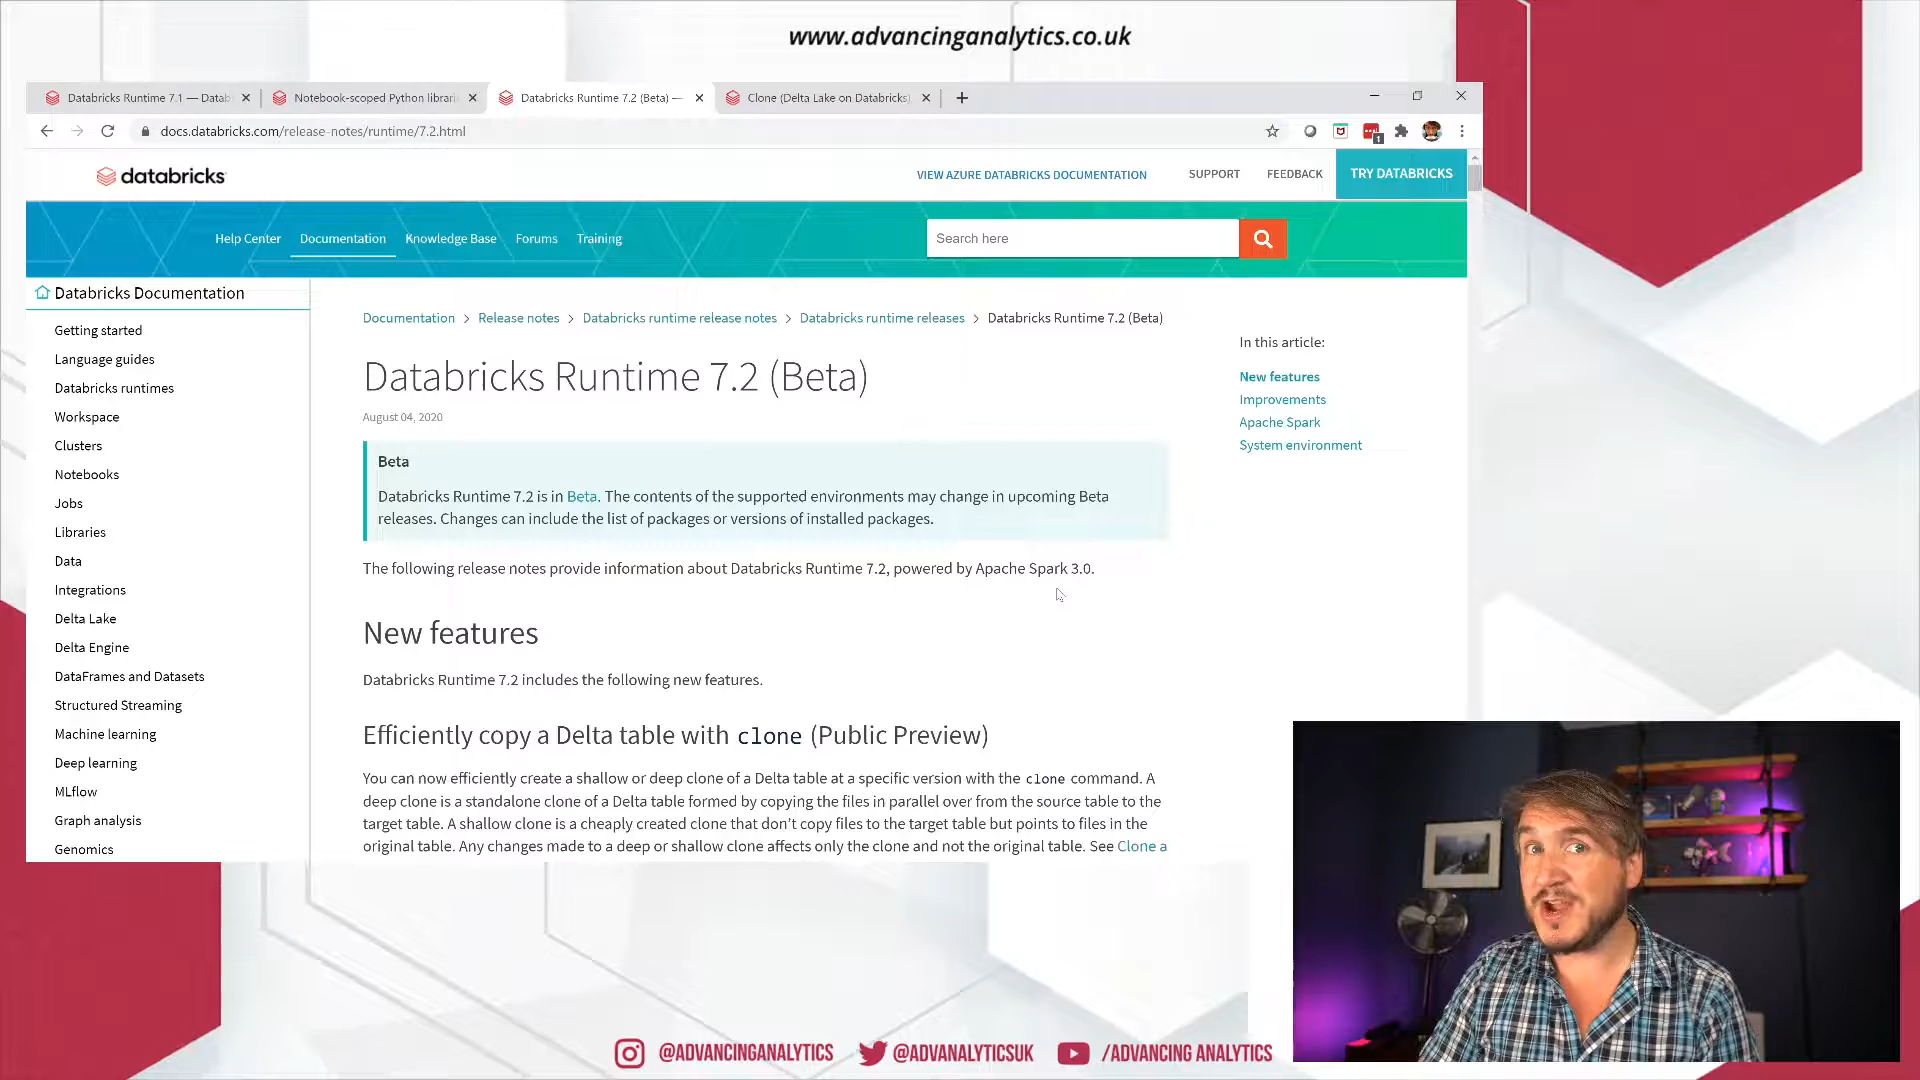 www.advancinganalytics.co.uk
Databricks Runtime 7.1 — Datab
Notebook-scoped Python librari
Databricks Runtime 7.2 (Beta) —
Clone (Delta Lake on Databricks)
docs.databricks.com/release-notes/runtime/7.2.html
1
databricks
VIEW AZURE DATABRICKS DOCUMENTATION
SUPPORT
FEEDBACK
TRY DATABRICKS
Help Center
Documentation
Knowledge Base
Forums
Training
Search here
Databricks Documentation
Getting started
Language guides
Databricks runtimes
Workspace
Clusters
Notebooks
Jobs
Libraries
Data
Integrations
Delta Lake
Delta Engine
DataFrames and Datasets
Structured Streaming
Machine learning
Deep learning
MLflow
Graph analysis
Genomics
Documentation > Release notes > Databricks runtime release notes > Databricks runtime releases > Databricks Runtime 7.2 (Beta)
Databricks Runtime 7.2 (Beta)
August 04, 2020
Beta
Databricks Runtime 7.2 is in Beta. The contents of the supported environments may change in upcoming Beta
releases. Changes can include the list of packages or versions of installed packages.
The following release notes provide information about Databricks Runtime 7.2, powered by Apache Spark 3.0.
New features
Databricks Runtime 7.2 includes the following new features.
Efficiently copy a Delta table with clone (Public Preview)
You can now efficiently create a shallow or deep clone of a Delta table at a specific version with the clone command. A
deep clone is a standalone clone of a Delta table formed by copying the files in parallel over from the source table to the
target table. A shallow clone is a cheaply created clone that don't copy files to the target table but points to files in the
original table. Any changes made to a deep or shallow clone affects only the clone and not the original table. See Clone a
In this article:
New features
Improvements
Apache Spark
System environment
@ADVANCINGANALYTICS
@ADVANALYTICSUK
/ADVANCING ANALYTICS